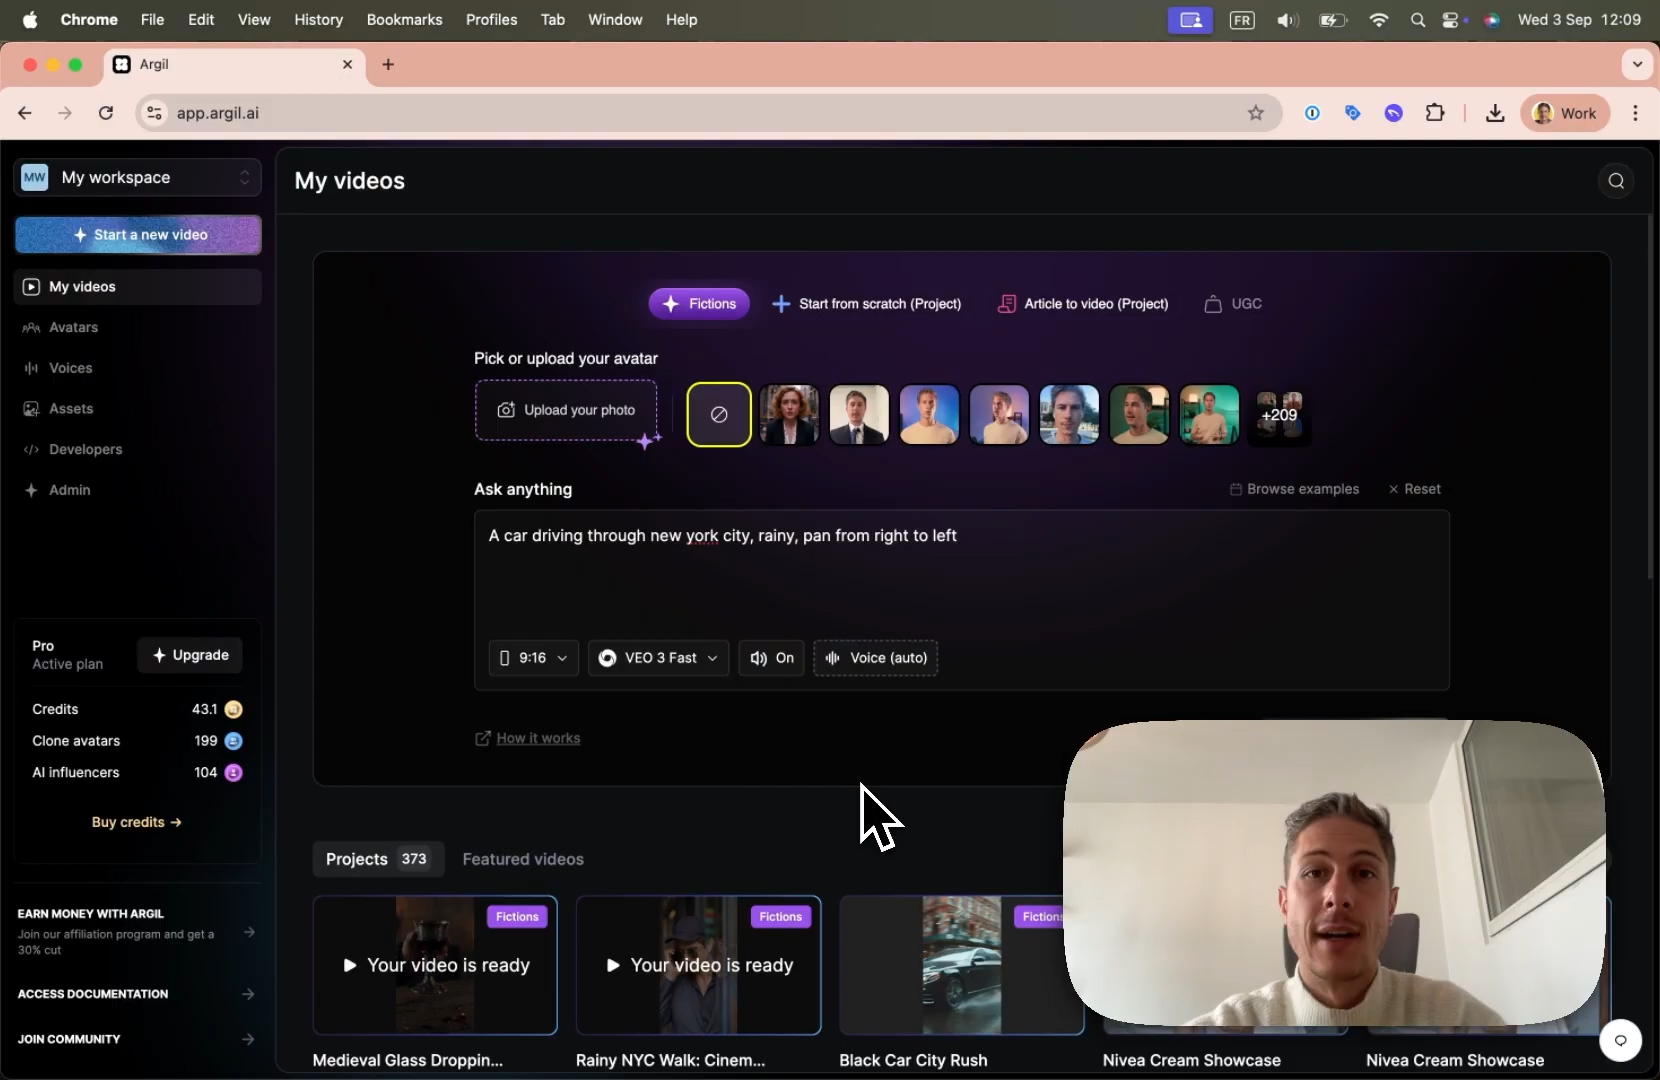 Chrome File Edit View History Bookmarks Profiles Tab Window Help FR Wed 3 Sep 12:09
Argil
app.argil.ai Work
MW My workspace
Start a new video
My videos
Avatars
Voices
Assets
Developers
Admin
Pro
Active plan
Upgrade
Credits 43.1
Clone avatars 199
AI influencers 104
Buy credits →
EARN MONEY WITH ARGIL
Join our affiliation program and get a
30% cut
ACCESS DOCUMENTATION
JOIN COMMUNITY
My videos
Fictions Start from scratch (Project) Article to video (Project) UGC
Pick or upload your avatar
Upload your photo +209
Ask anything Browse examples Reset
A car driving through new york city, rainy, pan from right to left
9:16 VEO 3 Fast On Voice (auto)
How it works
Projects 373 Featured videos
Fictions Fictions Fictions
Your video is ready Your video is ready
Medieval Glass Droppin... Rainy NYC Walk: Cinem... Black Car City Rush Nivea Cream Showcase Nivea Cream Showcase